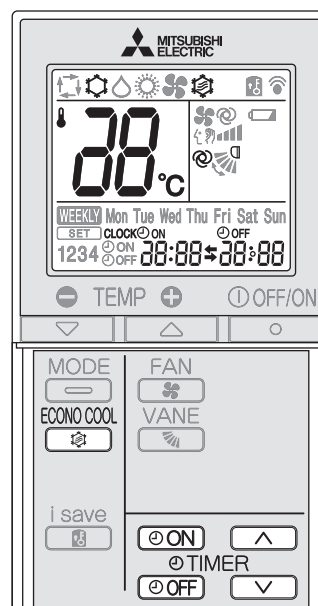 MITSUBISHI
ELECTRIC
88°C
WEEKLY Mon Tue Wed Thu Fri Sat Sun
SET CLOCK ON OFF
1234 ON 88:88 88:88
OFF
TEMP OFF/ON
MODE FAN
ECONO COOL VANE
i save
ON
TIMER
OFF